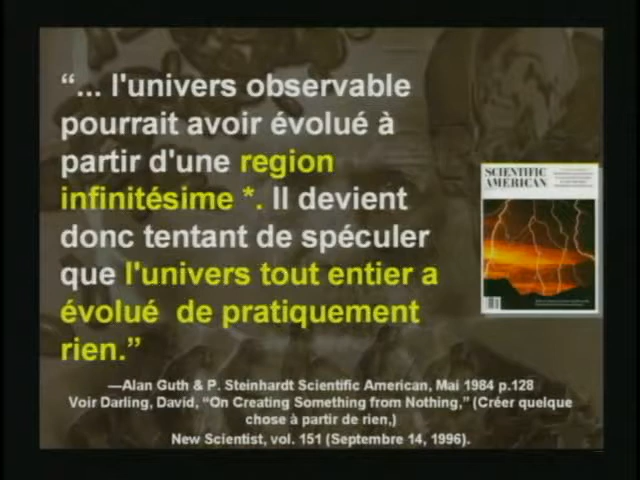 “... l'univers observable
pourrait avoir évolué à
partir d'une region
infinitésime *. Il devient
donc tentant de spéculer
que l'univers tout entier a
évolué de pratiquement
rien.”
SCIENTIFIC
AMERICAN
—Alan Guth & P. Steinhardt Scientific American, Mai 1984 p.128
Voir Darling, David, “On Creating Something from Nothing,” (Créer quelque
chose à partir de rien,)
New Scientist, vol. 151 (Septembre 14, 1996).